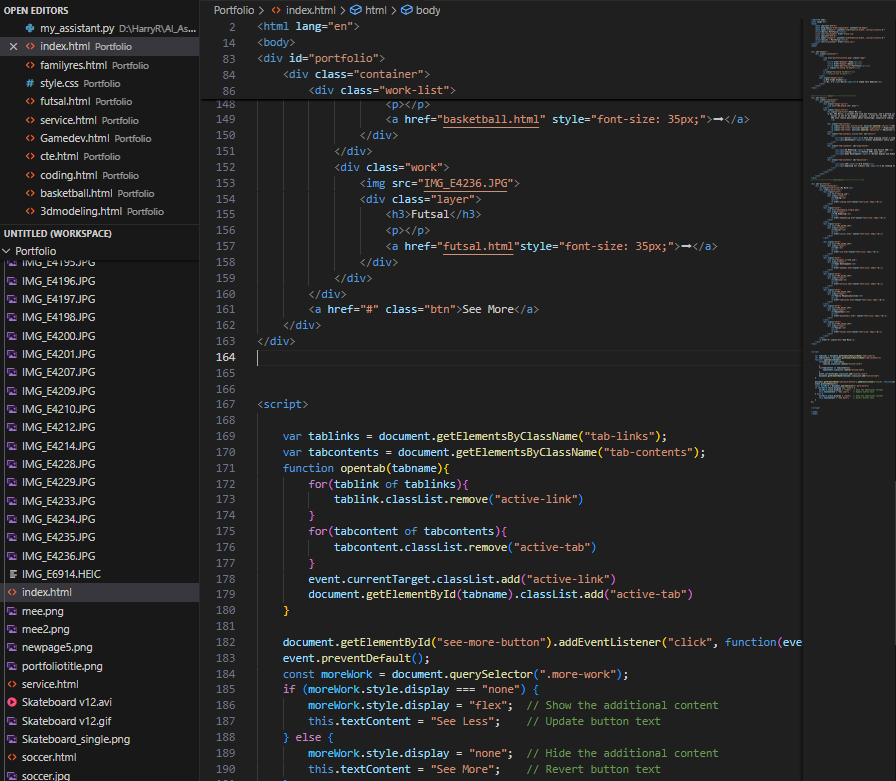 OPEN EDITORS
my_assistant.py D:\HarryR\AI_As...
index.html Portfolio
familyres.html Portfolio
style.css Portfolio
futsal.html Portfolio
service.html Portfolio
Gamedev.html Portfolio
cte.html Portfolio
coding.html Portfolio
basketball.html Portfolio
3dmodeling.html Portfolio
UNTITLED (WORKSPACE)
Portfolio
IMG_E4195.JPG
IMG_E4196.JPG
IMG_E4197.JPG
IMG_E4198.JPG
IMG_E4200.JPG
IMG_E4201.JPG
IMG_E4207.JPG
IMG_E4209.JPG
IMG_E4210.JPG
IMG_E4212.JPG
IMG_E4214.JPG
IMG_E4228.JPG
IMG_E4229.JPG
IMG_E4233.JPG
IMG_E4234.JPG
IMG_E4235.JPG
IMG_E4236.JPG
IMG_E6914.HEIC
index.html
mee.png
mee2.png
newpage5.png
portfoliotitle.png
service.html
Skateboard v12.avi
Skateboard v12.gif
Skateboard_single.png
soccer.html
soccer.jpg
Portfolio > index.html > html > body
2 <html lang="en">
14 <body>
83 <div id="portfolio">
84 <div class="container">
86 <div class="work-list">
148 <p></p>
149 <a href="basketball.html" style="font-size: 35px;">→</a>
150 </div>
151 </div>
152 <div class="work">
153 <img src="IMG_E4236.JPG">
154 <div class="layer">
155 <h3>Futsal</h3>
156 <p></p>
157 <a href="futsal.html"style="font-size: 35px;">→</a>
158 </div>
159 </div>
160 </div>
161 <a href="#" class="btn">See More</a>
162 </div>
163 </div>
164
165
166
167 <script>
168
169 var tablinks = document.getElementsByClassName("tab-links");
170 var tabcontents = document.getElementsByClassName("tab-contents");
171 function opentab(tabname){
172 for(tablink of tablinks){
173 tablink.classList.remove("active-link")
174 }
175 for(tabcontent of tabcontents){
176 tabcontent.classList.remove("active-tab")
177 }
178 event.currentTarget.classList.add("active-link")
179 document.getElementById(tabname).classList.add("active-tab")
180 }
181
182 document.getElementById("see-more-button").addEventListener("click", function(eve
183 event.preventDefault();
184 const moreWork = document.querySelector(".more-work");
185 if (moreWork.style.display === "none") {
186 moreWork.style.display = "flex"; // Show the additional content
187 this.textContent = "See Less"; // Update button text
188 } else {
189 moreWork.style.display = "none"; // Hide the additional content
190 this.textContent = "See More"; // Revert button text